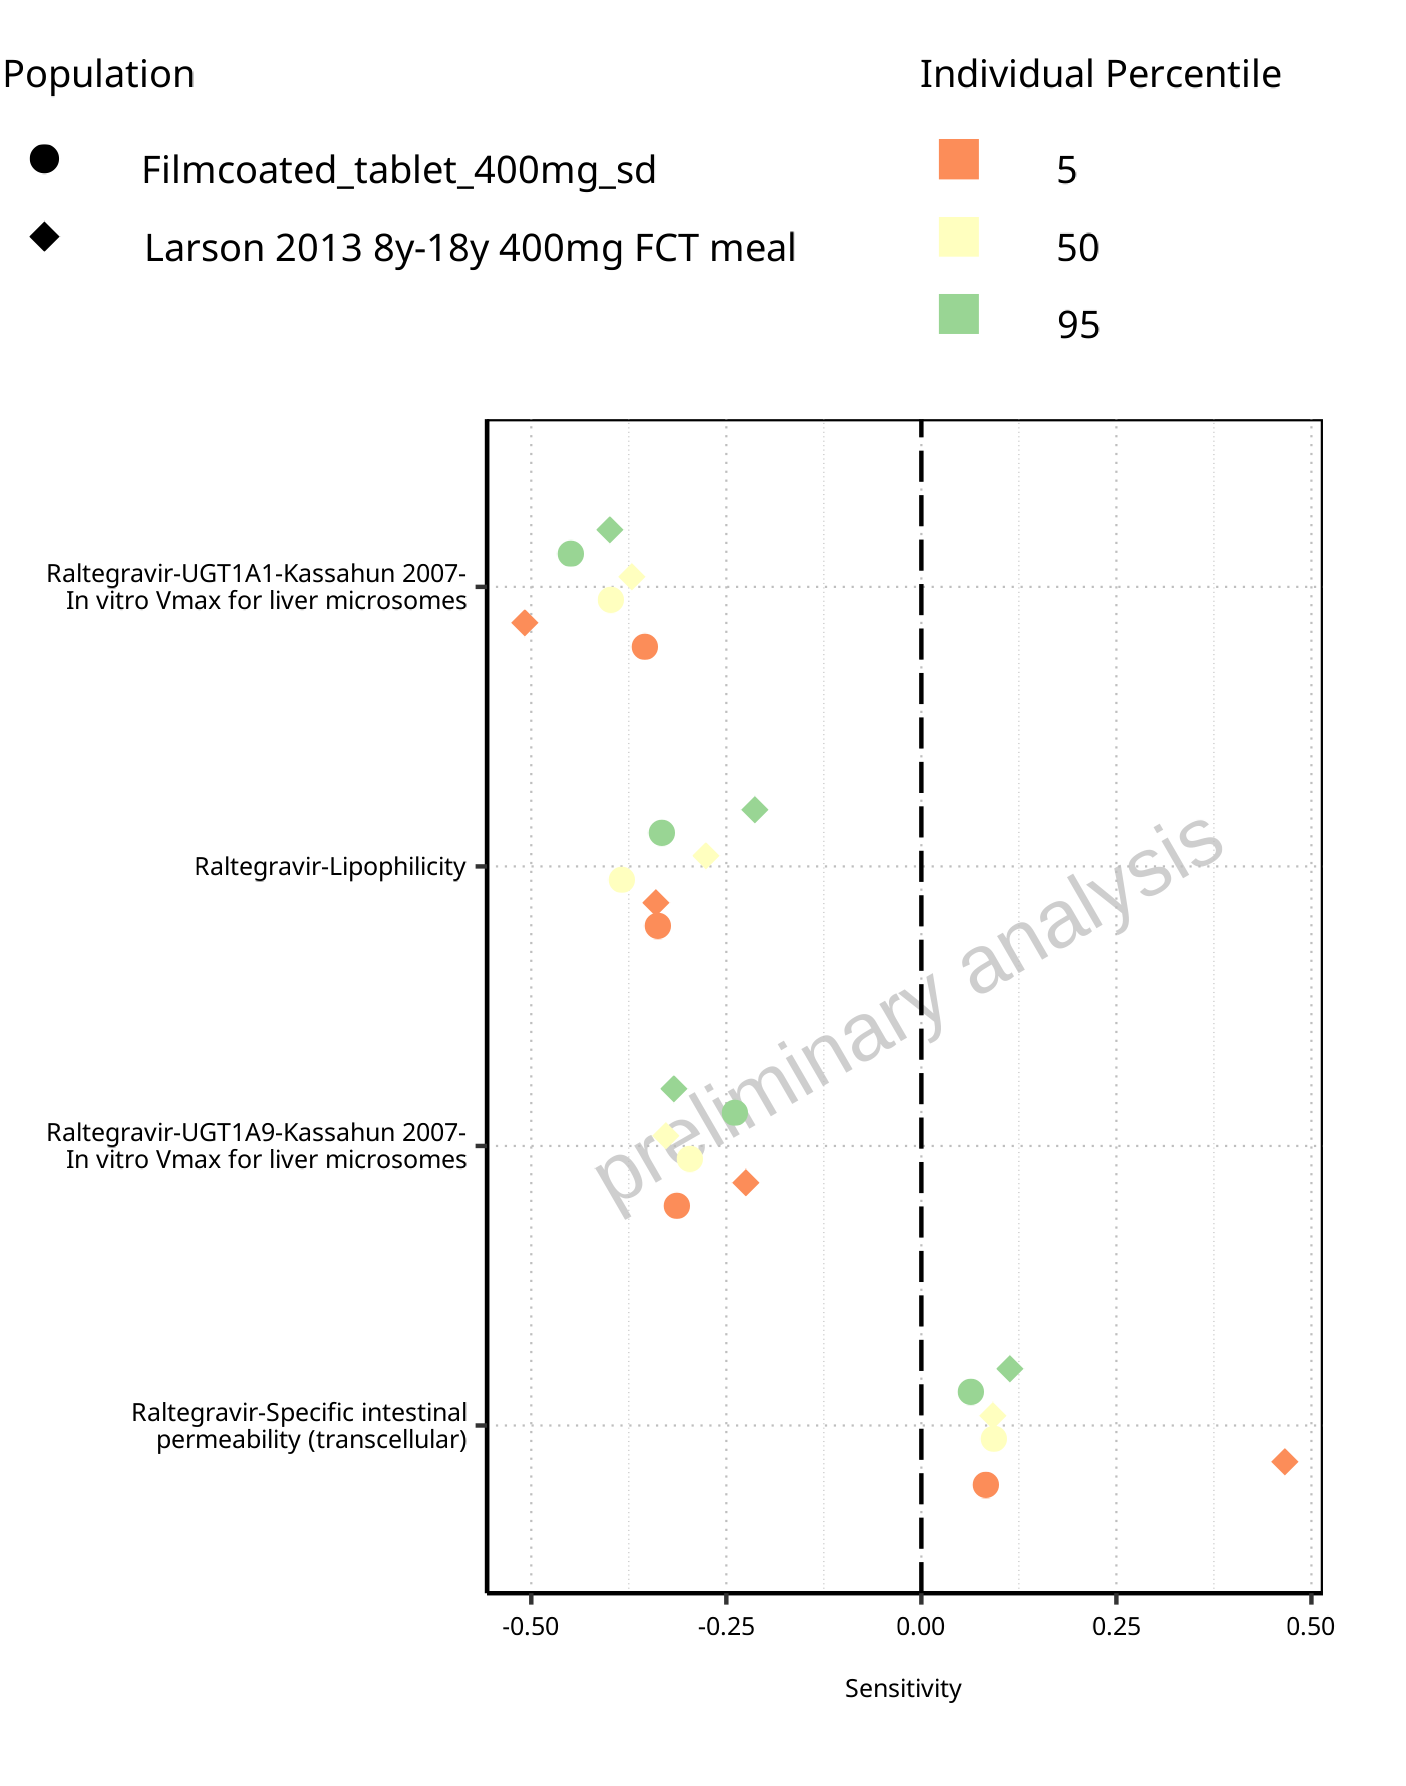 Population
Filmcoated_tablet_400mg_sd
Larson 2013 8y-18y 400mg FCT meal
Individual Percentile
5
50
95
Raltegravir-UGT1A1-Kassahun 2007-
In vitro Vmax for liver microsomes
Raltegravir-Lipophilicity
Raltegravir-UGT1A9-Kassahun 2007-
In vitro Vmax for liver microsomes
Raltegravir-Specific intestinal
permeability (transcellular)
preliminary analysis
-0.50
-0.25
0.00
0.25
0.50
Sensitivity